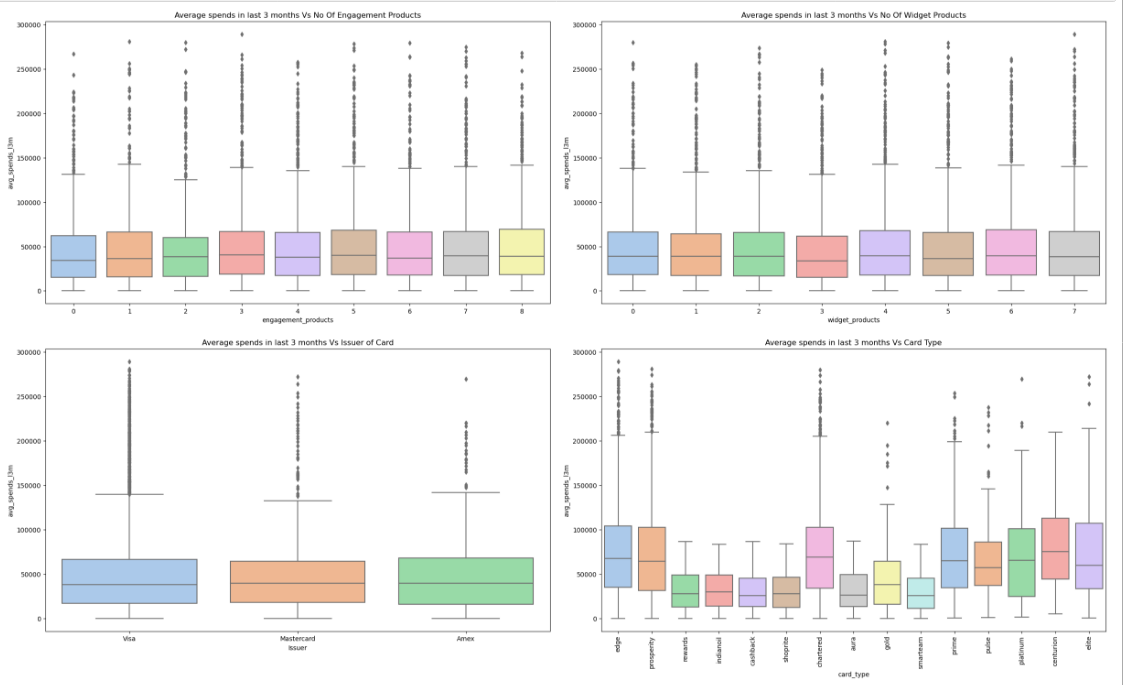 Average spends in last 3 months Vs No Of Engagement Products
300000
250000
200000
150000
100000
50000
0
avg_spends_l3m
0 1 2 3 4 5 6 7 8
engagement_products
Average spends in last 3 months Vs No Of Widget Products
300000
250000
200000
150000
100000
50000
0
avg_spends_l3m
0 1 2 3 4 5 6 7
widget_products
Average spends in last 3 months Vs Issuer of Card
300000
250000
200000
150000
100000
50000
0
avg_spends_l3m
Visa Mastercard Amex
Issuer
Average spends in last 3 months Vs Card Type
300000
250000
200000
150000
100000
50000
0
avg_spends_l3m
edge prosperity rewards indianoil cashback shoprite chartered aura gold smartearn prime pulse platinum centurion elite
card_type